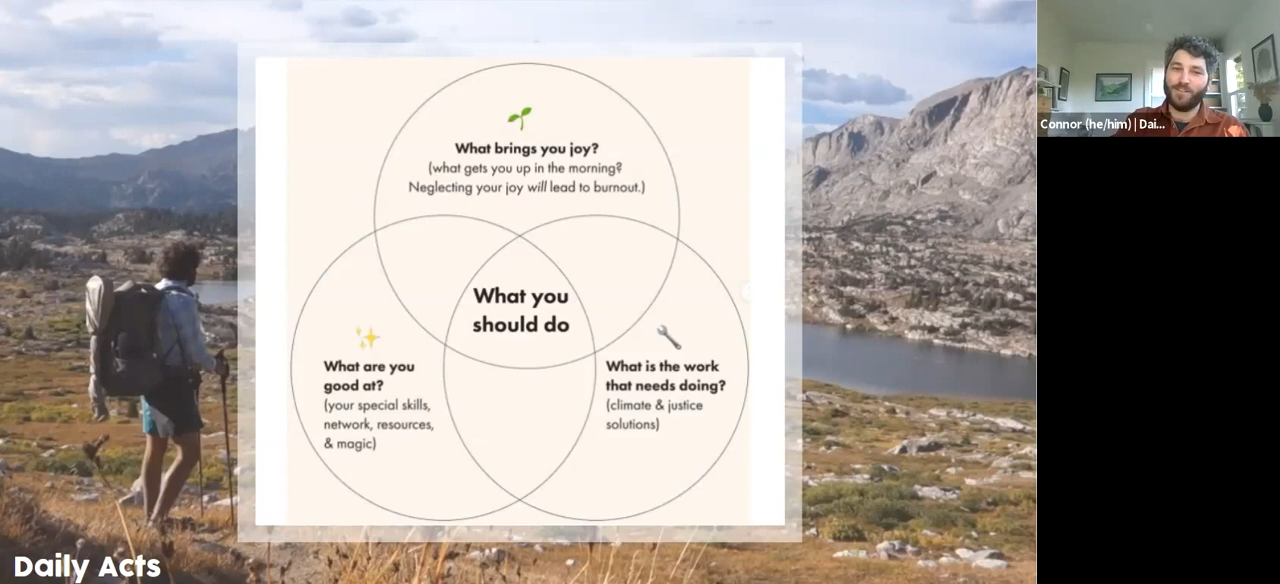 What brings you joy?
(what gets you up in the morning?
Neglecting your joy will lead to burnout.)
What you
should do
What are you
good at?
(your special skills,
network, resources,
& magic)
What is the work
that needs doing?
(climate & justice
solutions)
Daily Acts
Connor (he/him) | Dai...